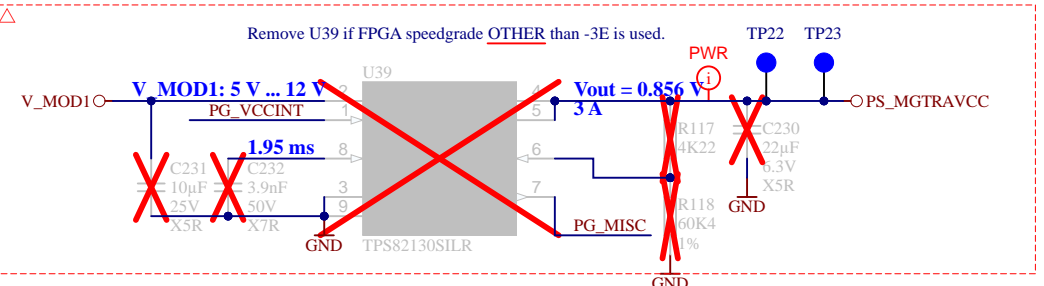 Remove U39 if FPGA speedgrade OTHER than -3E is used.
TP22 TP23
PWR
i
U39
V_MOD1 V_MOD1: 5 V ... 12 V 2 4 Vout = 0.856 V PS_MGTRAVCC
PG_VCCINT 1 5 3 A
R117
4K22
C230
22µF
6.3V
X5R
1.95 ms 8 6
C231
10µF
25V
X5R
C232
3.9nF
50V
X7R
3 7
9
R118
60K4
1%
GND
PG_MISC
GND TPS82130SILR
GND